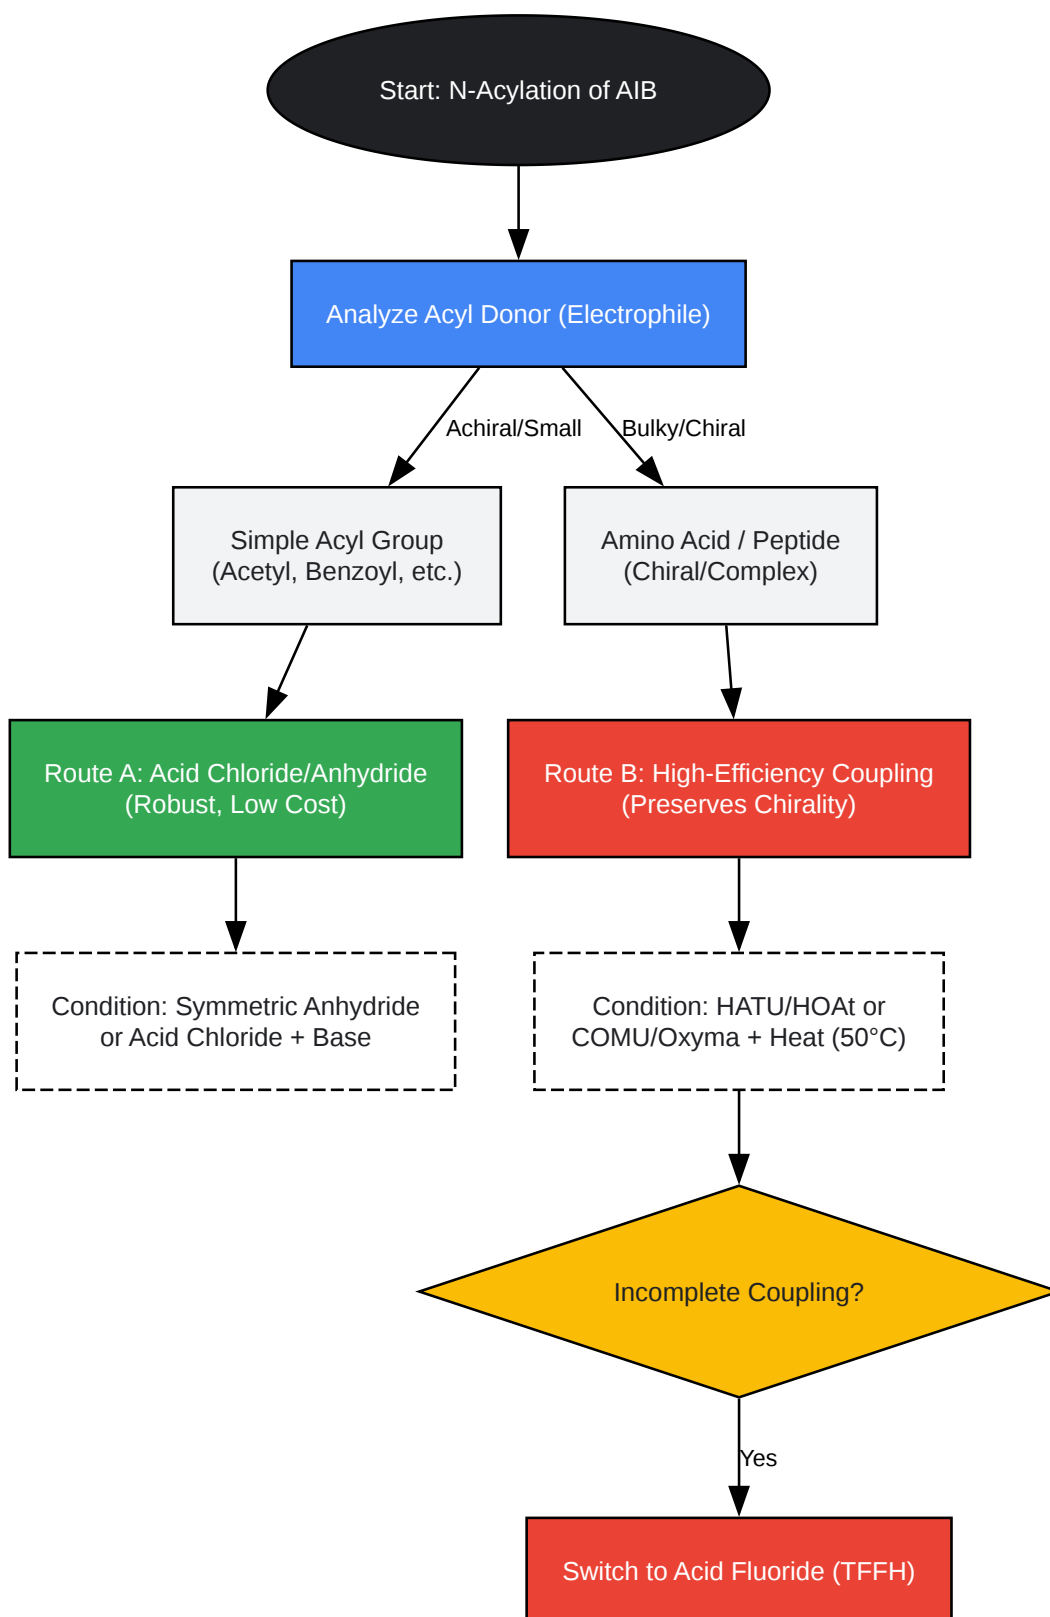 Start: N-Acylation of AIB
Analyze Acyl Donor (Electrophile)
Achiral/Small
Bulky/Chiral
Simple Acyl Group
(Acetyl, Benzoyl, etc.)
Amino Acid / Peptide
(Chiral/Complex)
Route A: Acid Chloride/Anhydride
(Robust, Low Cost)
Route B: High-Efficiency Coupling
(Preserves Chirality)
Condition: Symmetric Anhydride
or Acid Chloride + Base
Condition: HATU/HOAt or
COMU/Oxyma + Heat (50°C)
Incomplete Coupling?
Yes
Switch to Acid Fluoride (TFFH)